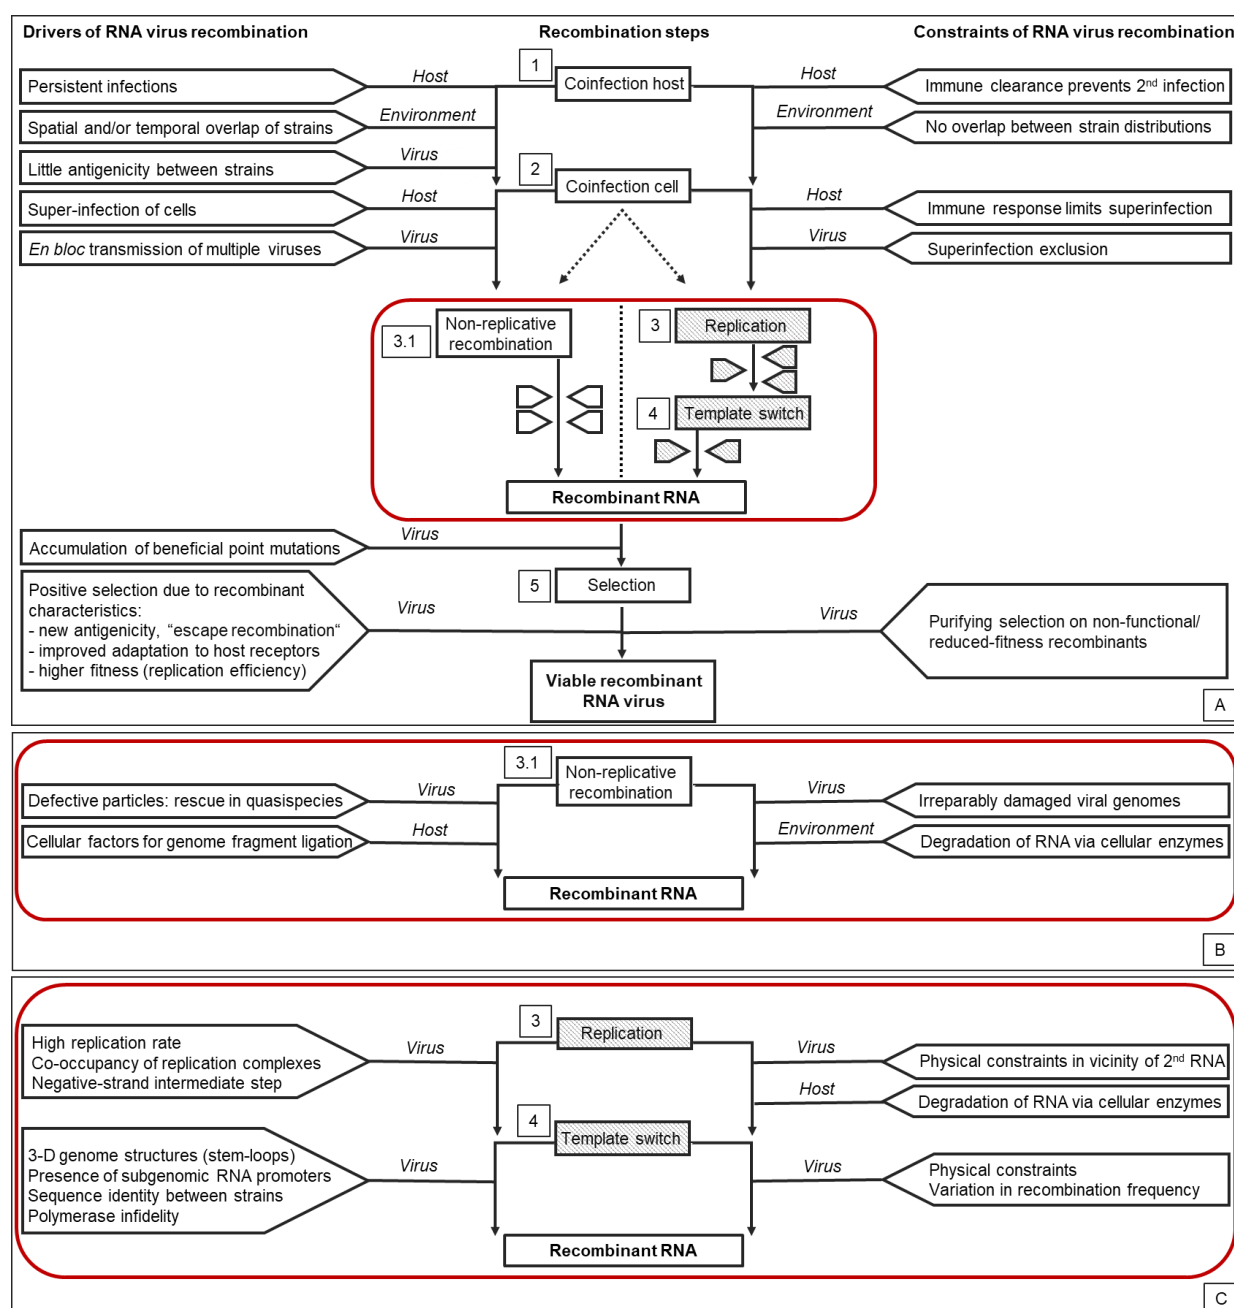 Drivers of RNA virus recombination
Recombination steps
Constraints of RNA virus recombination
1
Coinfection host
Persistent infections
Host
Host
Immune clearance prevents 2nd infection
Spatial and/or temporal overlap of strains
Environment
Environment
No overlap between strain distributions
Little antigenicity between strains
Virus
2
Coinfection cell
Super-infection of cells
Host
Host
Immune response limits superinfection
En bloc transmission of multiple viruses
Virus
Virus
Superinfection exclusion
3.1
Non-replicative
recombination
3
Replication
4
Template switch
Recombinant RNA
Accumulation of beneficial point mutations
Virus
5
Selection
Positive selection due to recombinant
characteristics:
- new antigenicity, "escape recombination"
- improved adaptation to host receptors
- higher fitness (replication efficiency)
Virus
Virus
Purifying selection on non-functional/
reduced-fitness recombinants
Viable recombinant
RNA virus
A
3.1
Non-replicative
recombination
Defective particles: rescue in quasispecies
Virus
Virus
Irreparably damaged viral genomes
Cellular factors for genome fragment ligation
Host
Environment
Degradation of RNA via cellular enzymes
Recombinant RNA
B
3
Replication
High replication rate
Co-occupancy of replication complexes
Negative-strand intermediate step
Virus
Virus
Physical constraints in vicinity of 2nd RNA
Host
Degradation of RNA via cellular enzymes
4
Template switch
3-D genome structures (stem-loops)
Presence of subgenomic RNA promoters
Sequence identity between strains
Polymerase infidelity
Virus
Virus
Physical constraints
Variation in recombination frequency
Recombinant RNA
C